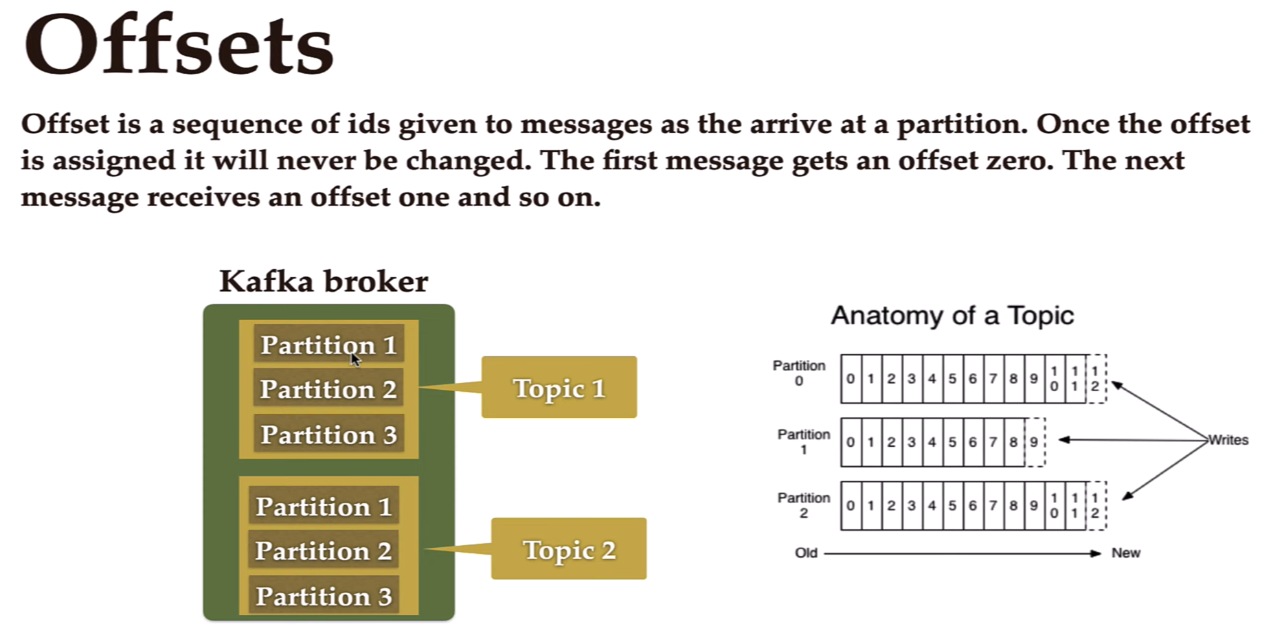 Offsets
Offset is a sequence of ids given to messages as the arrive at a partition. Once the offset
is assigned it will never be changed. The first message gets an offset zero. The next
message receives an offset one and so on.
Kafka broker
Partition 1
Partition 2
Partition 3
Topic 1
Partition 1
Partition 2
Partition 3
Topic 2
Anatomy of a Topic
Partition
0
0 1 2 3 4 5 6 7 8 9 10 11 12
Partition
1
0 1 2 3 4 5 6 7 8 9
Partition
2
0 1 2 3 4 5 6 7 8 9 10 11 12
Writes
Old
New